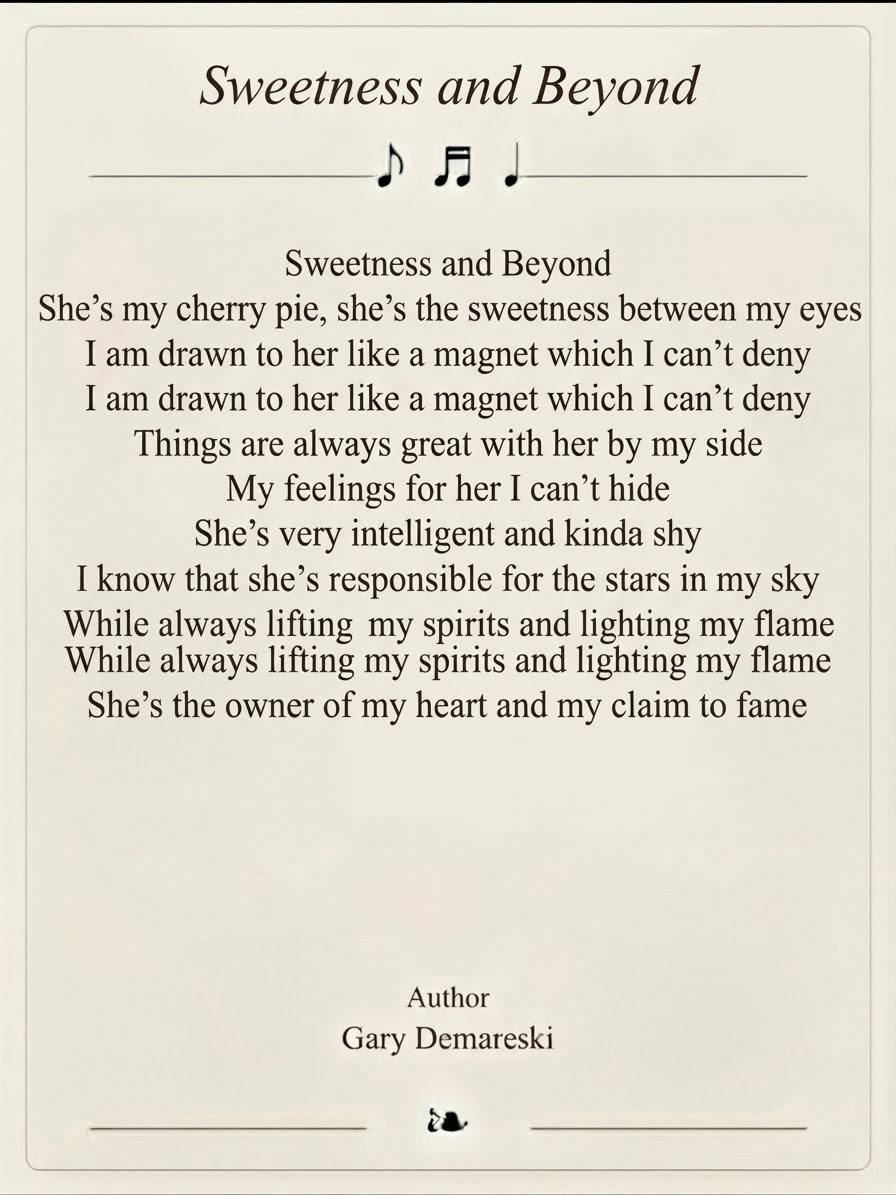 Sweetness and Beyond
Sweetness and Beyond
She’s my cherry pie, she’s the sweetness between my eyes
I am drawn to her like a magnet which I can’t deny
I am drawn to her like a magnet which I can’t deny
Things are always great with her by my side
My feelings for her I can’t hide
She’s very intelligent and kinda shy
I know that she’s responsible for the stars in my sky
While always lifting  my spirits and lighting my flame
While always lifting my spirits and lighting my flame
She’s the owner of my heart and my claim to fame
Author
Gary Demareski